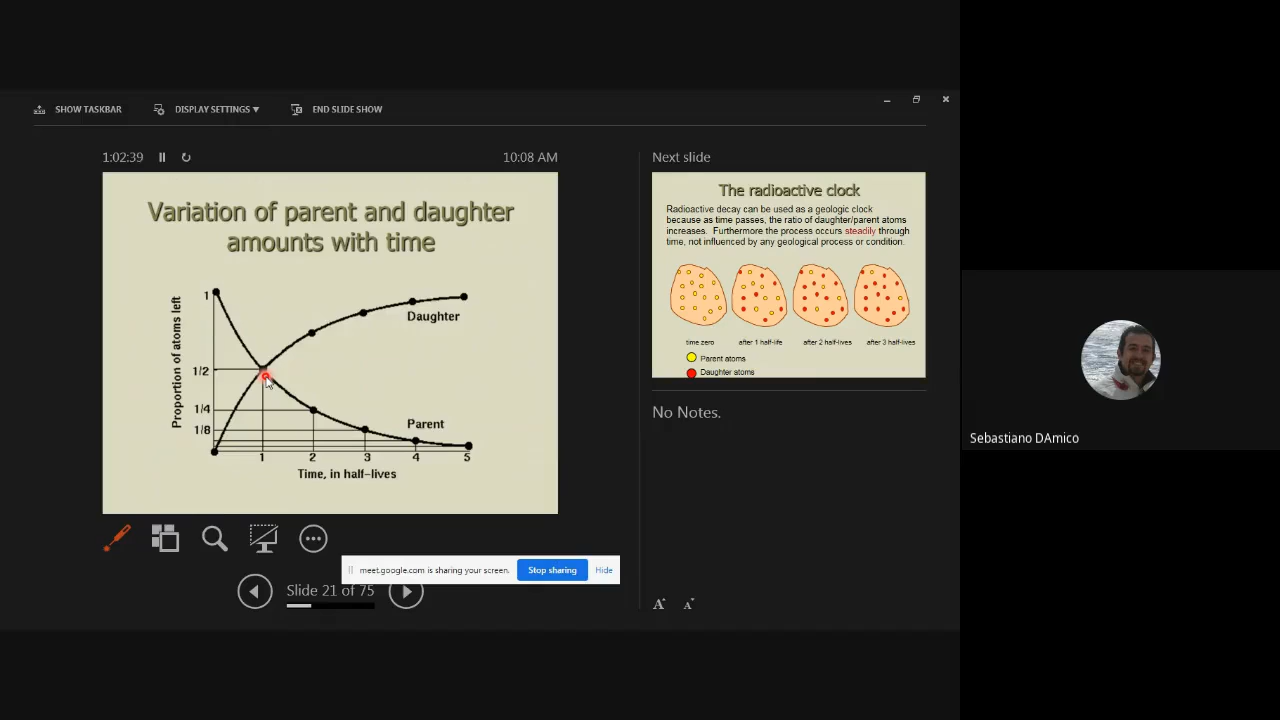 SHOW TASKBAR
DISPLAY SETTINGS
END SLIDE SHOW
1:02:39
10:08 AM
Variation of parent and daughter
amounts with time
Proportion of atoms left
1
1/2
1/4
1/8
Daughter
Parent
1 2 3 4 5
Time, in half-lives
Next slide
The radioactive clock
Radioactive decay can be used as a geologic clock
because as time passes, the ratio of daughter/parent atoms
increases. Furthermore the process occurs steadily through
time, not influenced by any geological process or condition.
time zero after 1 half-life after 2 half-lives after 3 half-lives
Parent atoms
Daughter atoms
No Notes.
meet.google.com is sharing your screen.
Stop sharing
Hide
Slide 21 of 75
A A
Sebastiano DAmico